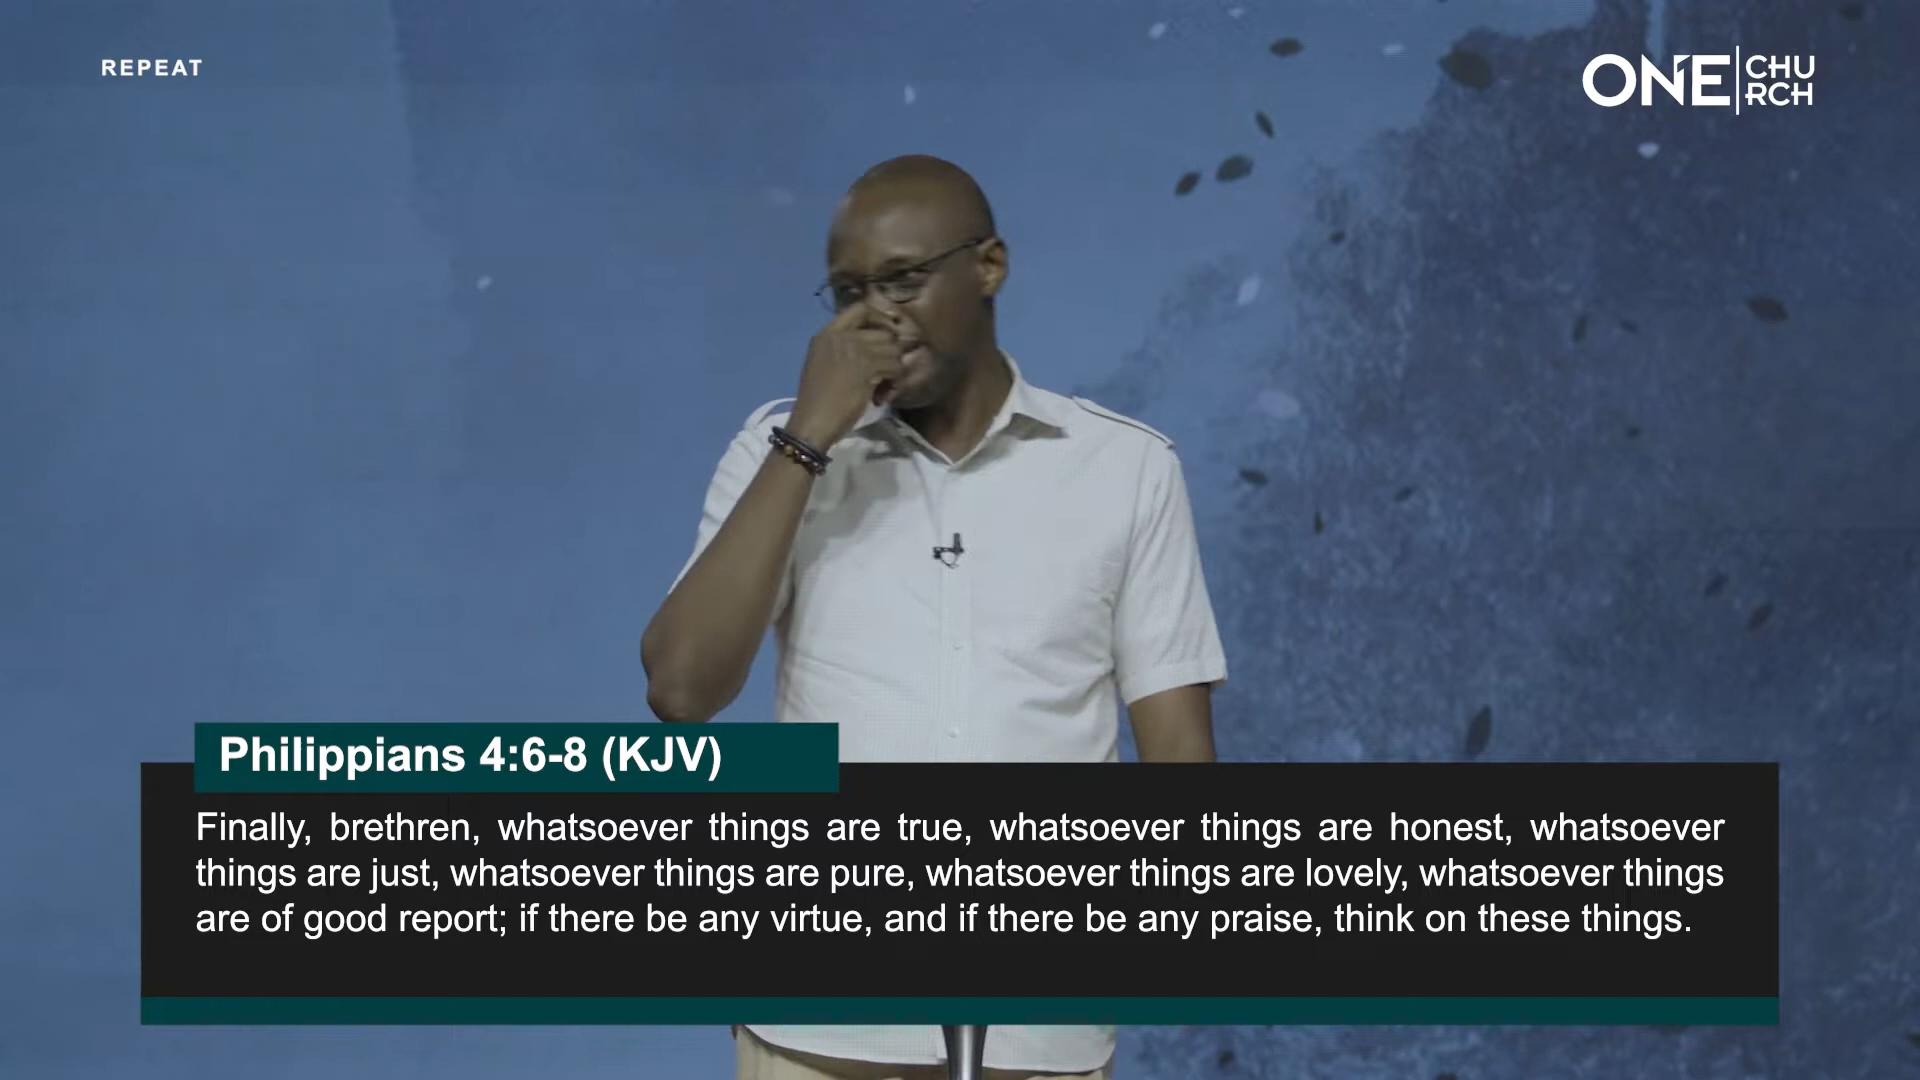 REPEAT
ONE CHU
RCH
Philippians 4:6-8 (KJV)
Finally, brethren, whatsoever things are true, whatsoever things are honest, whatsoever
things are just, whatsoever things are pure, whatsoever things are lovely, whatsoever things
are of good report; if there be any virtue, and if there be any praise, think on these things.